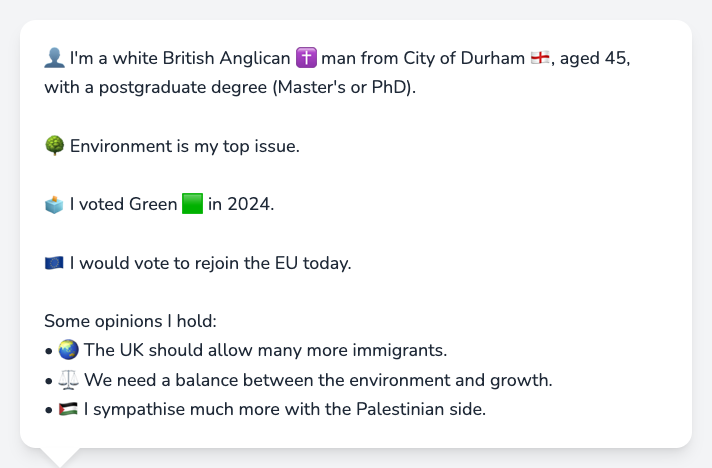 👤 I'm a white British Anglican ✝️ man from City of Durham 🏴󠁧󠁢󠁥󠁮󠁧󠁿, aged 45,
with a postgraduate degree (Master's or PhD).
🌳 Environment is my top issue.
🗳️ I voted Green 🟩 in 2024.
🇪🇺 I would vote to rejoin the EU today.
Some opinions I hold:
• 🌏 The UK should allow many more immigrants.
• ⚖️ We need a balance between the environment and growth.
• 🇵🇸 I sympathise much more with the Palestinian side.